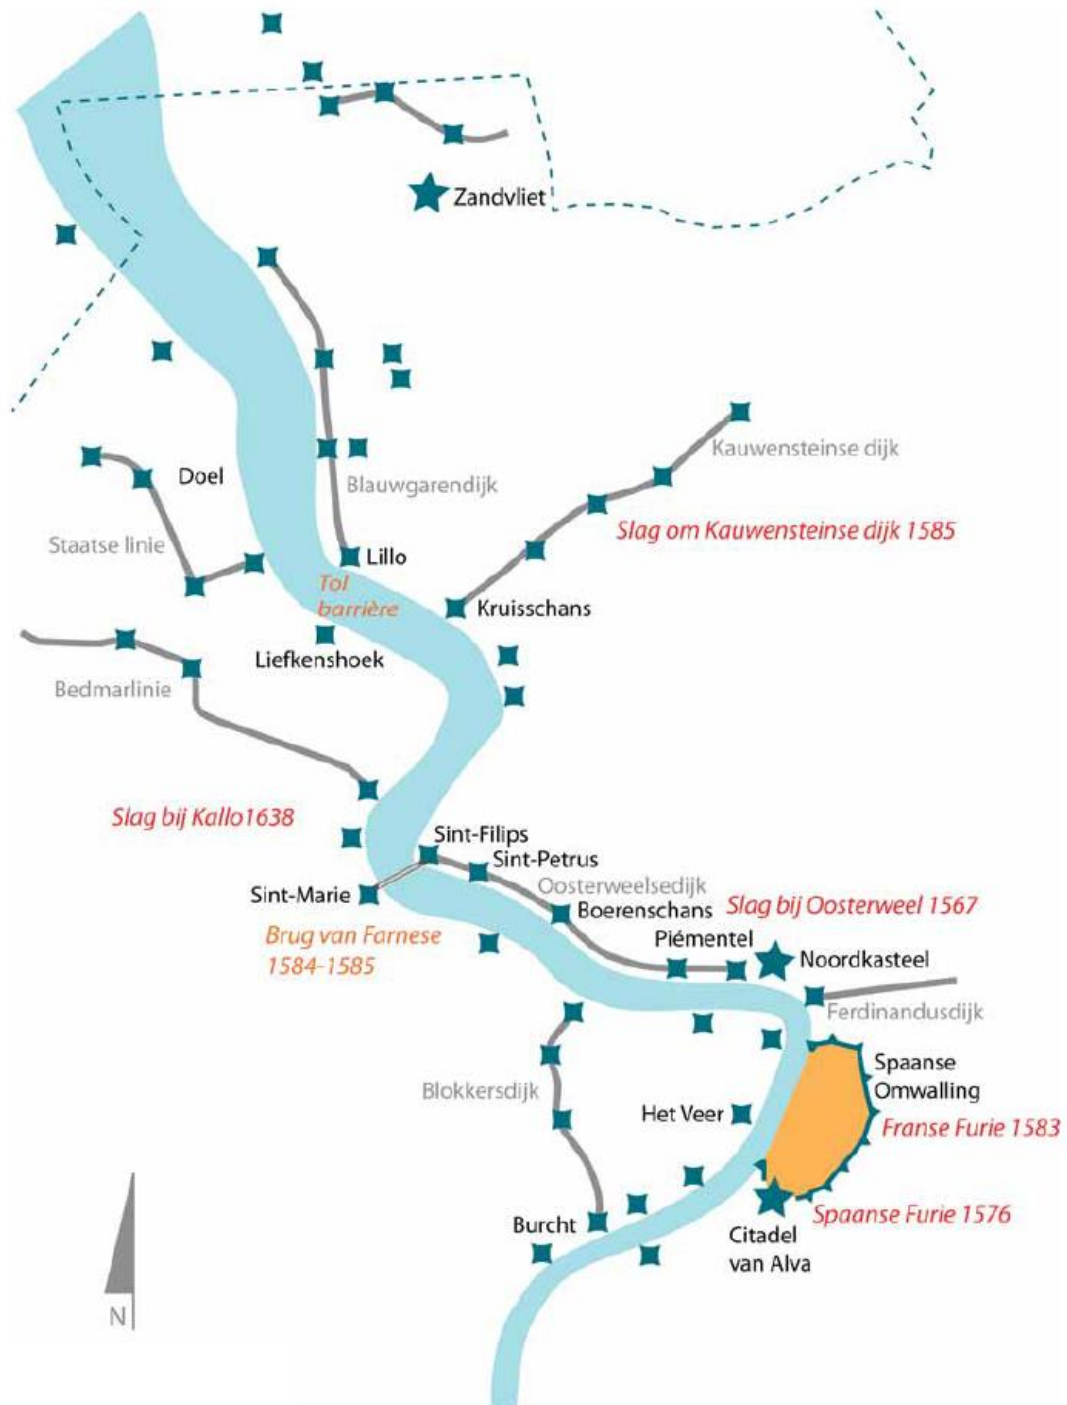 Zandvliet
Kauwensteinse dijk
Doel
Blauwgarendijk
Slag om Kauwensteinse dijk 1585
Staatse linie
Lillo
Tol
barrière
Kruisschans
Liefkenshoek
Bedmarlinie
Slag bij Kallo1638
Sint-Filips
Sint-Petrus
Oosterweelsedijk
Sint-Marie
Boerenschans
Slag bij Oosterweel 1567
Brug van Farnese
1584-1585
Piémentel
Noordkasteel
Ferdinandusdijk
Spaanse
Omwalling
Blokkersdijk
Het Veer
Franse Furie 1583
Spaanse Furie 1576
Burcht
Citadel
van Alva
N